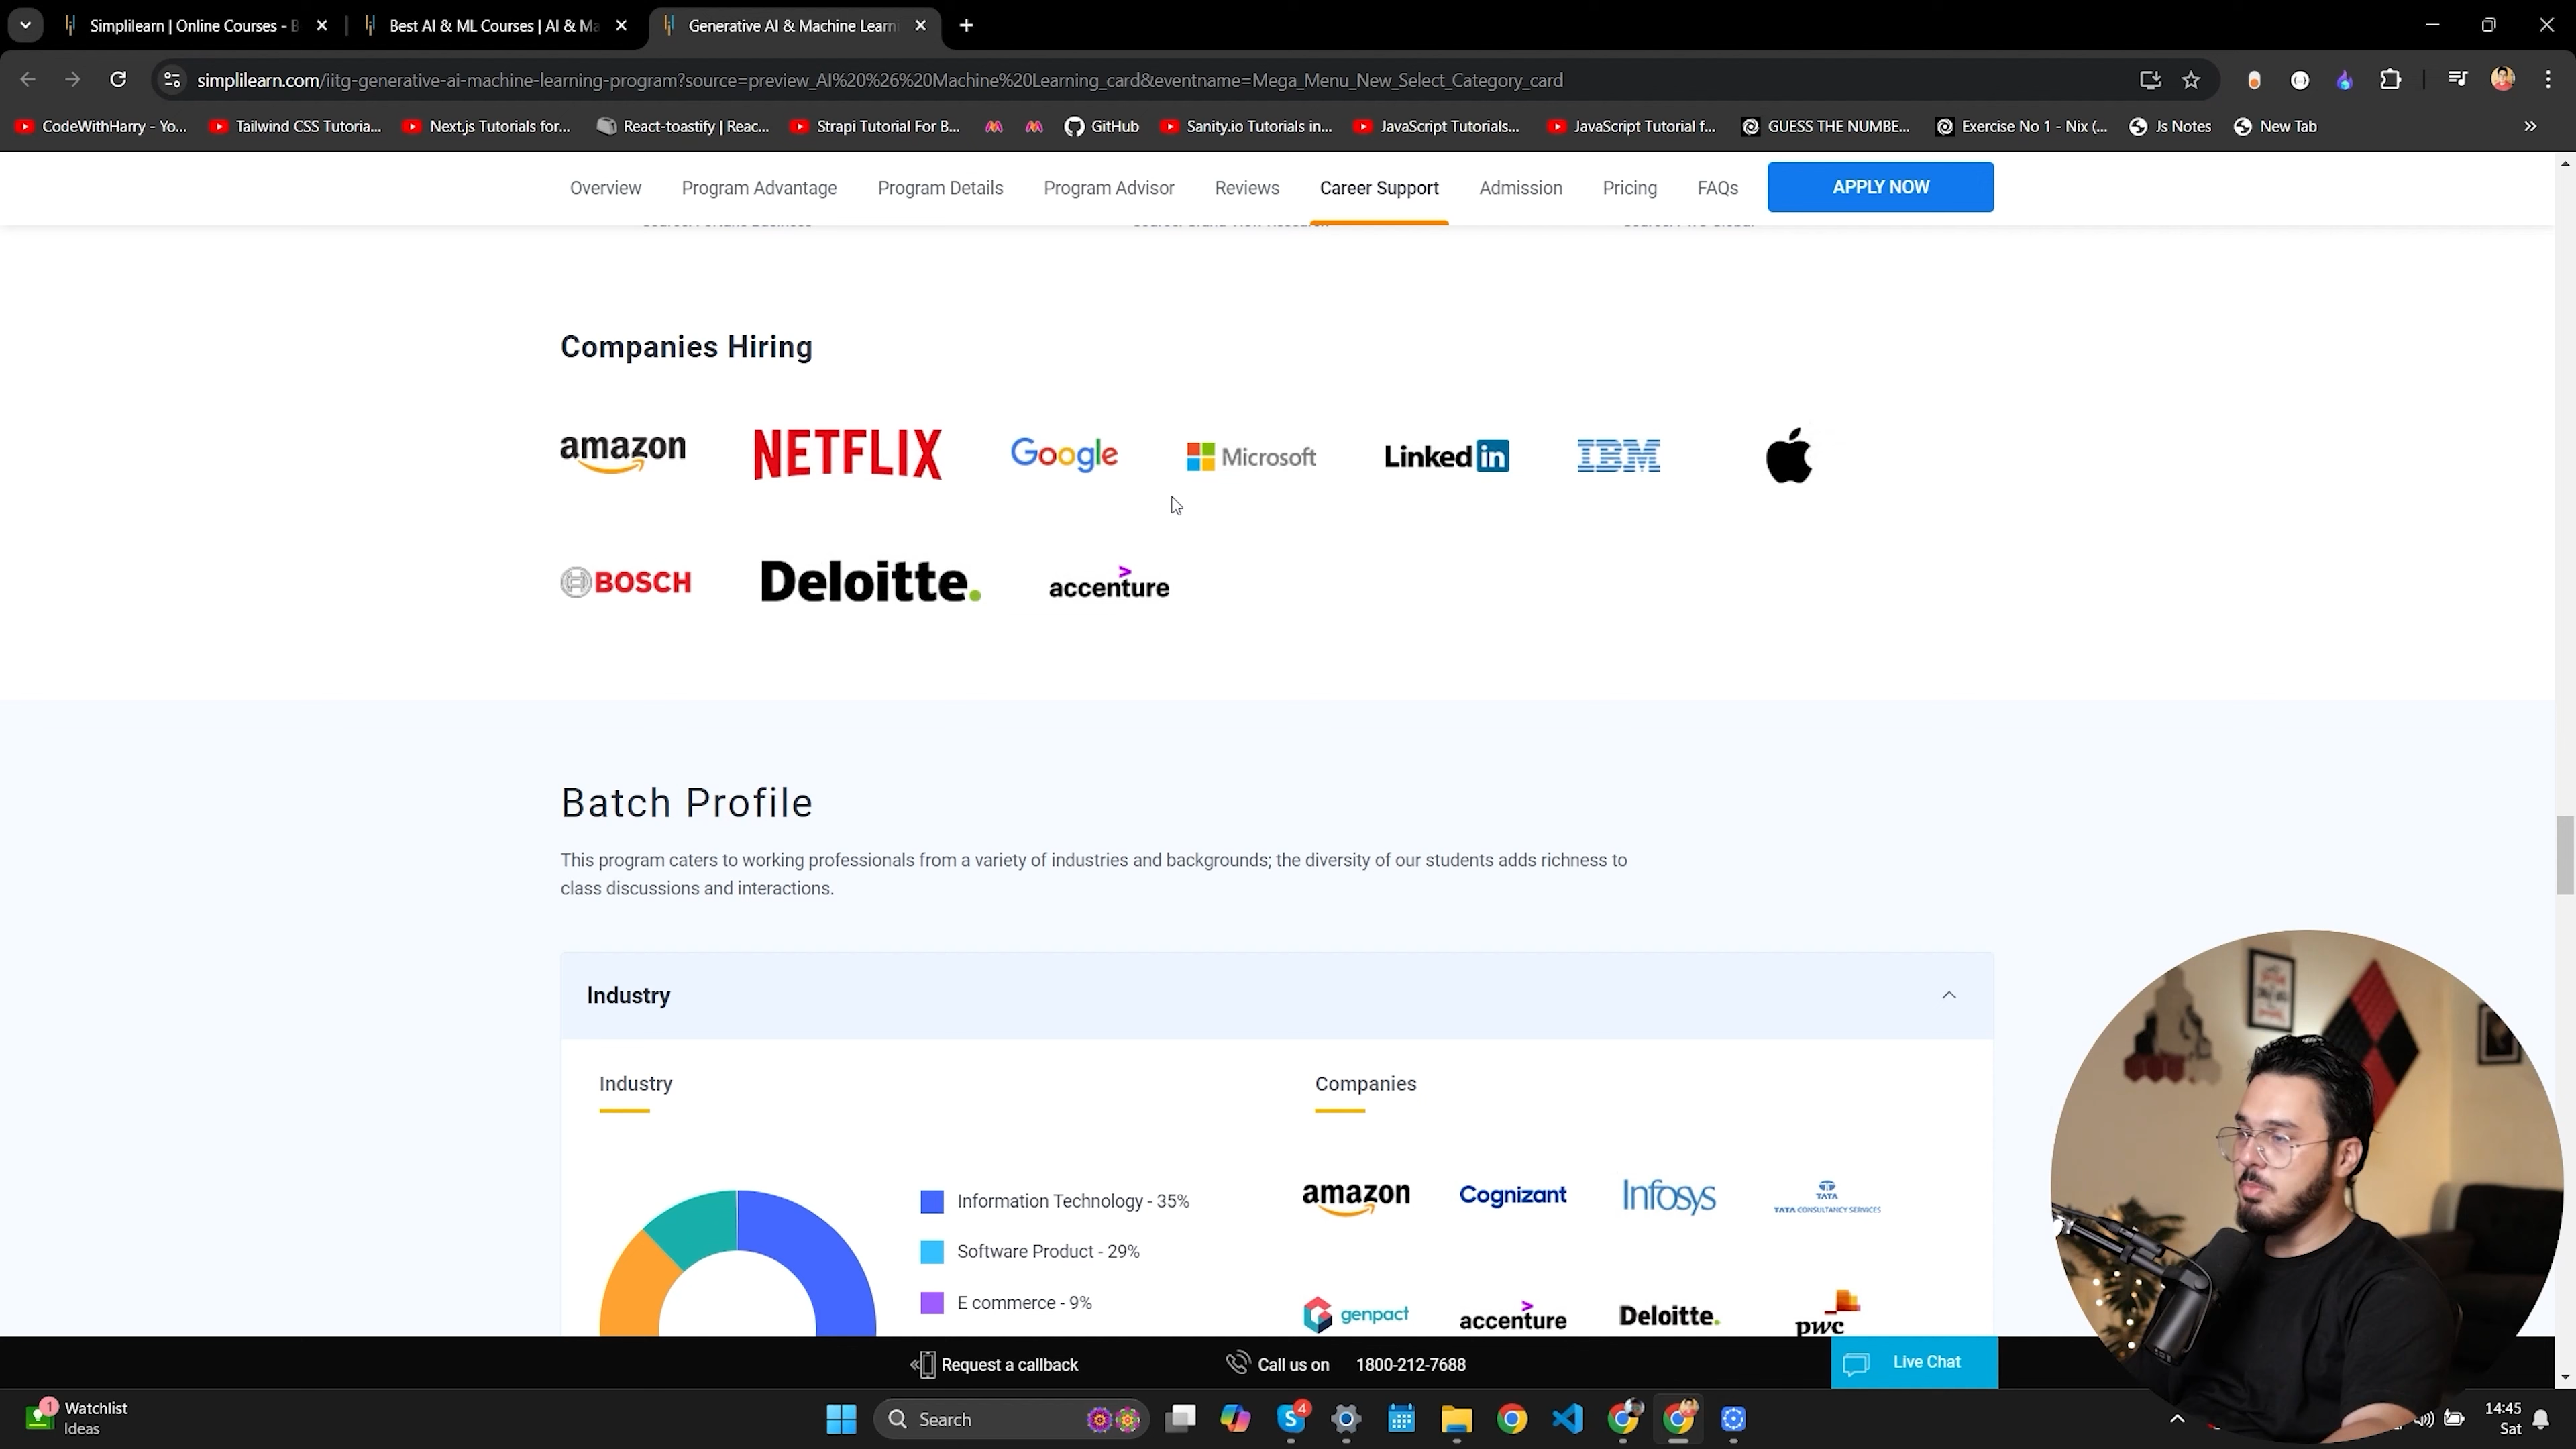 Simplilearn | Online Courses - B
Best AI & ML Courses | AI & Ma
Generative AI & Machine Learni
simplilearn.com/iitg-generative-ai-machine-learning-program?source=preview_AI%20%26%20Machine%20Learning_card&eventname=Mega_Menu_New_Select_Category_card
CodeWithHarry - Yo...
Tailwind CSS Tutoria...
Next.js Tutorials for...
React-toastify | Reac...
Strapi Tutorial For B...
GitHub
Sanity.io Tutorials in...
JavaScript Tutorials...
JavaScript Tutorial f...
GUESS THE NUMBE...
Exercise No 1 - Nix (...
Js Notes
New Tab
Overview
Program Advantage
Program Details
Program Advisor
Reviews
Career Support
Admission
Pricing
FAQs
APPLY NOW
Companies Hiring
amazon
NETFLIX
Google
Microsoft
Linked in
IBM
BOSCH
Deloitte.
accenture
Batch Profile
This program caters to working professionals from a variety of industries and backgrounds; the diversity of our students adds richness to
class discussions and interactions.
Industry
Industry
Companies
Information Technology - 35%
Software Product - 29%
E commerce - 9%
amazon
Cognizant
Infosys
TATA
TATA CONSULTANCY SERVICES
genpact
accenture
Deloitte.
pwc
Request a callback
Call us on 1800-212-7688
Live Chat
1
Watchlist
Ideas
Search
4
14:45
Sat